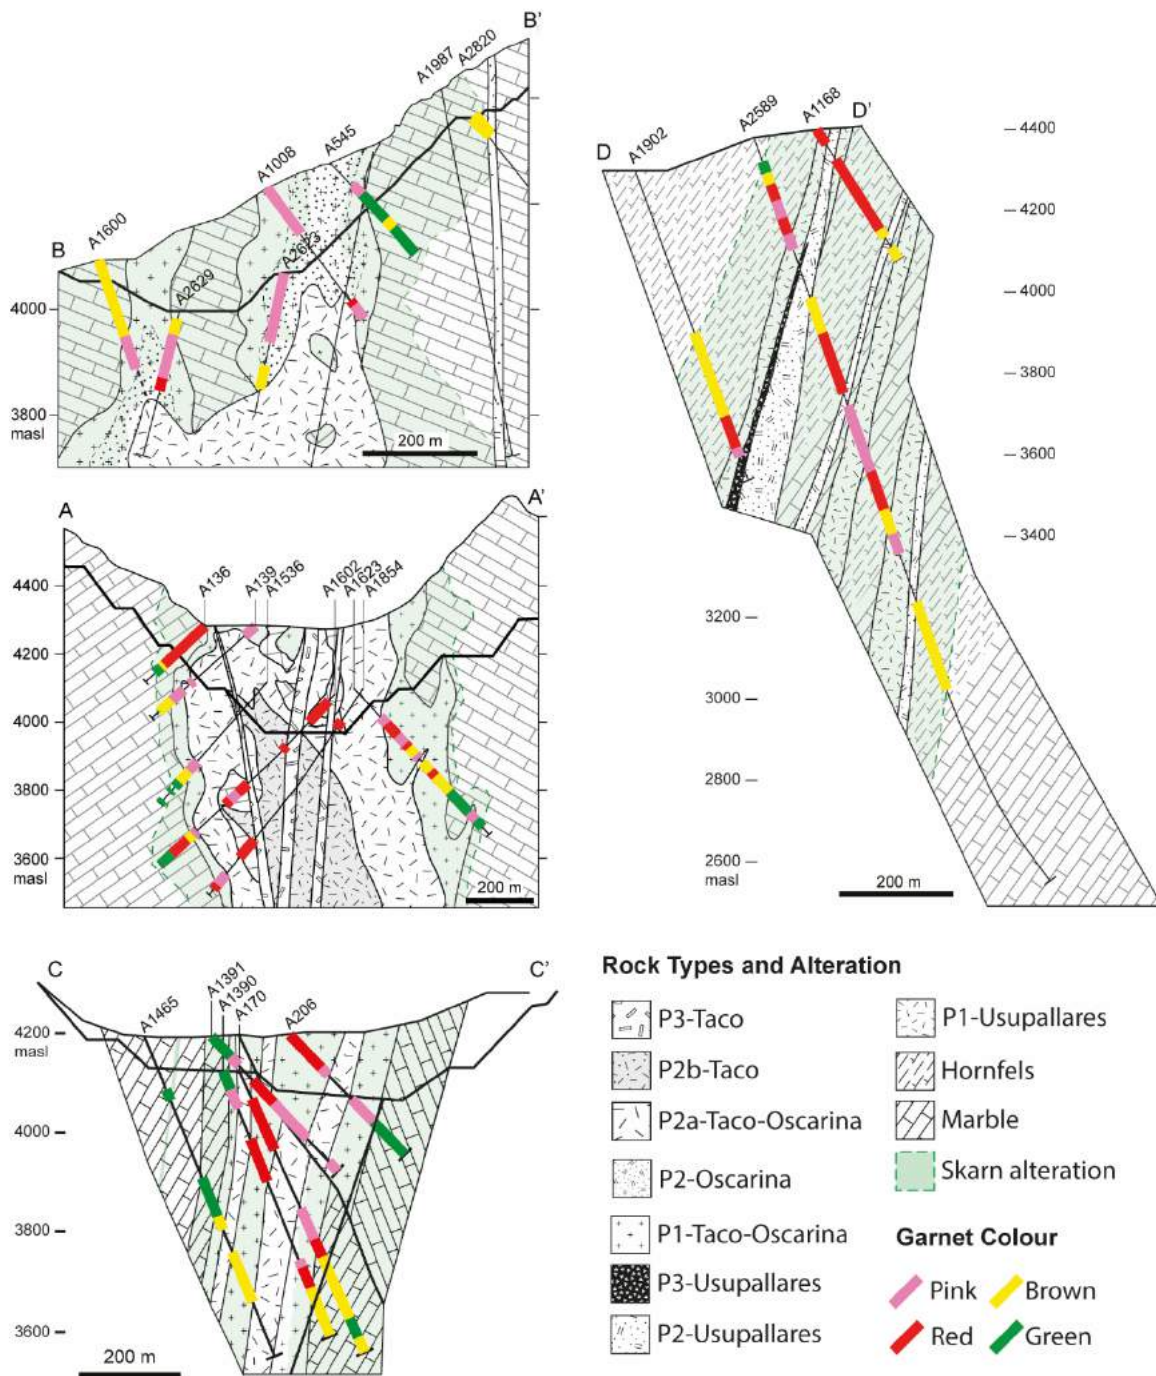 B'
A1987
A2820
A545
A1008
B
A1600
A2629
A2623
4000
3800
masl
200 m
D
A1902
A2589
A1168
D'
4400
4200
4000
3800
3600
3400
3200
3000
2800
2600
masl
200 m
A
A'
A136
A139
A1536
A1602
A1623
A1854
4400
4200
4000
3800
3600
masl
200 m
C
C'
A1465
A1391
A1390
A170
A206
4200
masl
4000
3800
3600
200 m
Rock Types and Alteration
P3-Taco
P2b-Taco
P2a-Taco-Oscarina
P2-Oscarina
P1-Taco-Oscarina
P3-Usupallares
P2-Usupallares
P1-Usupallares
Hornfels
Marble
Skarn alteration
Garnet Colour
Pink
Brown
Red
Green